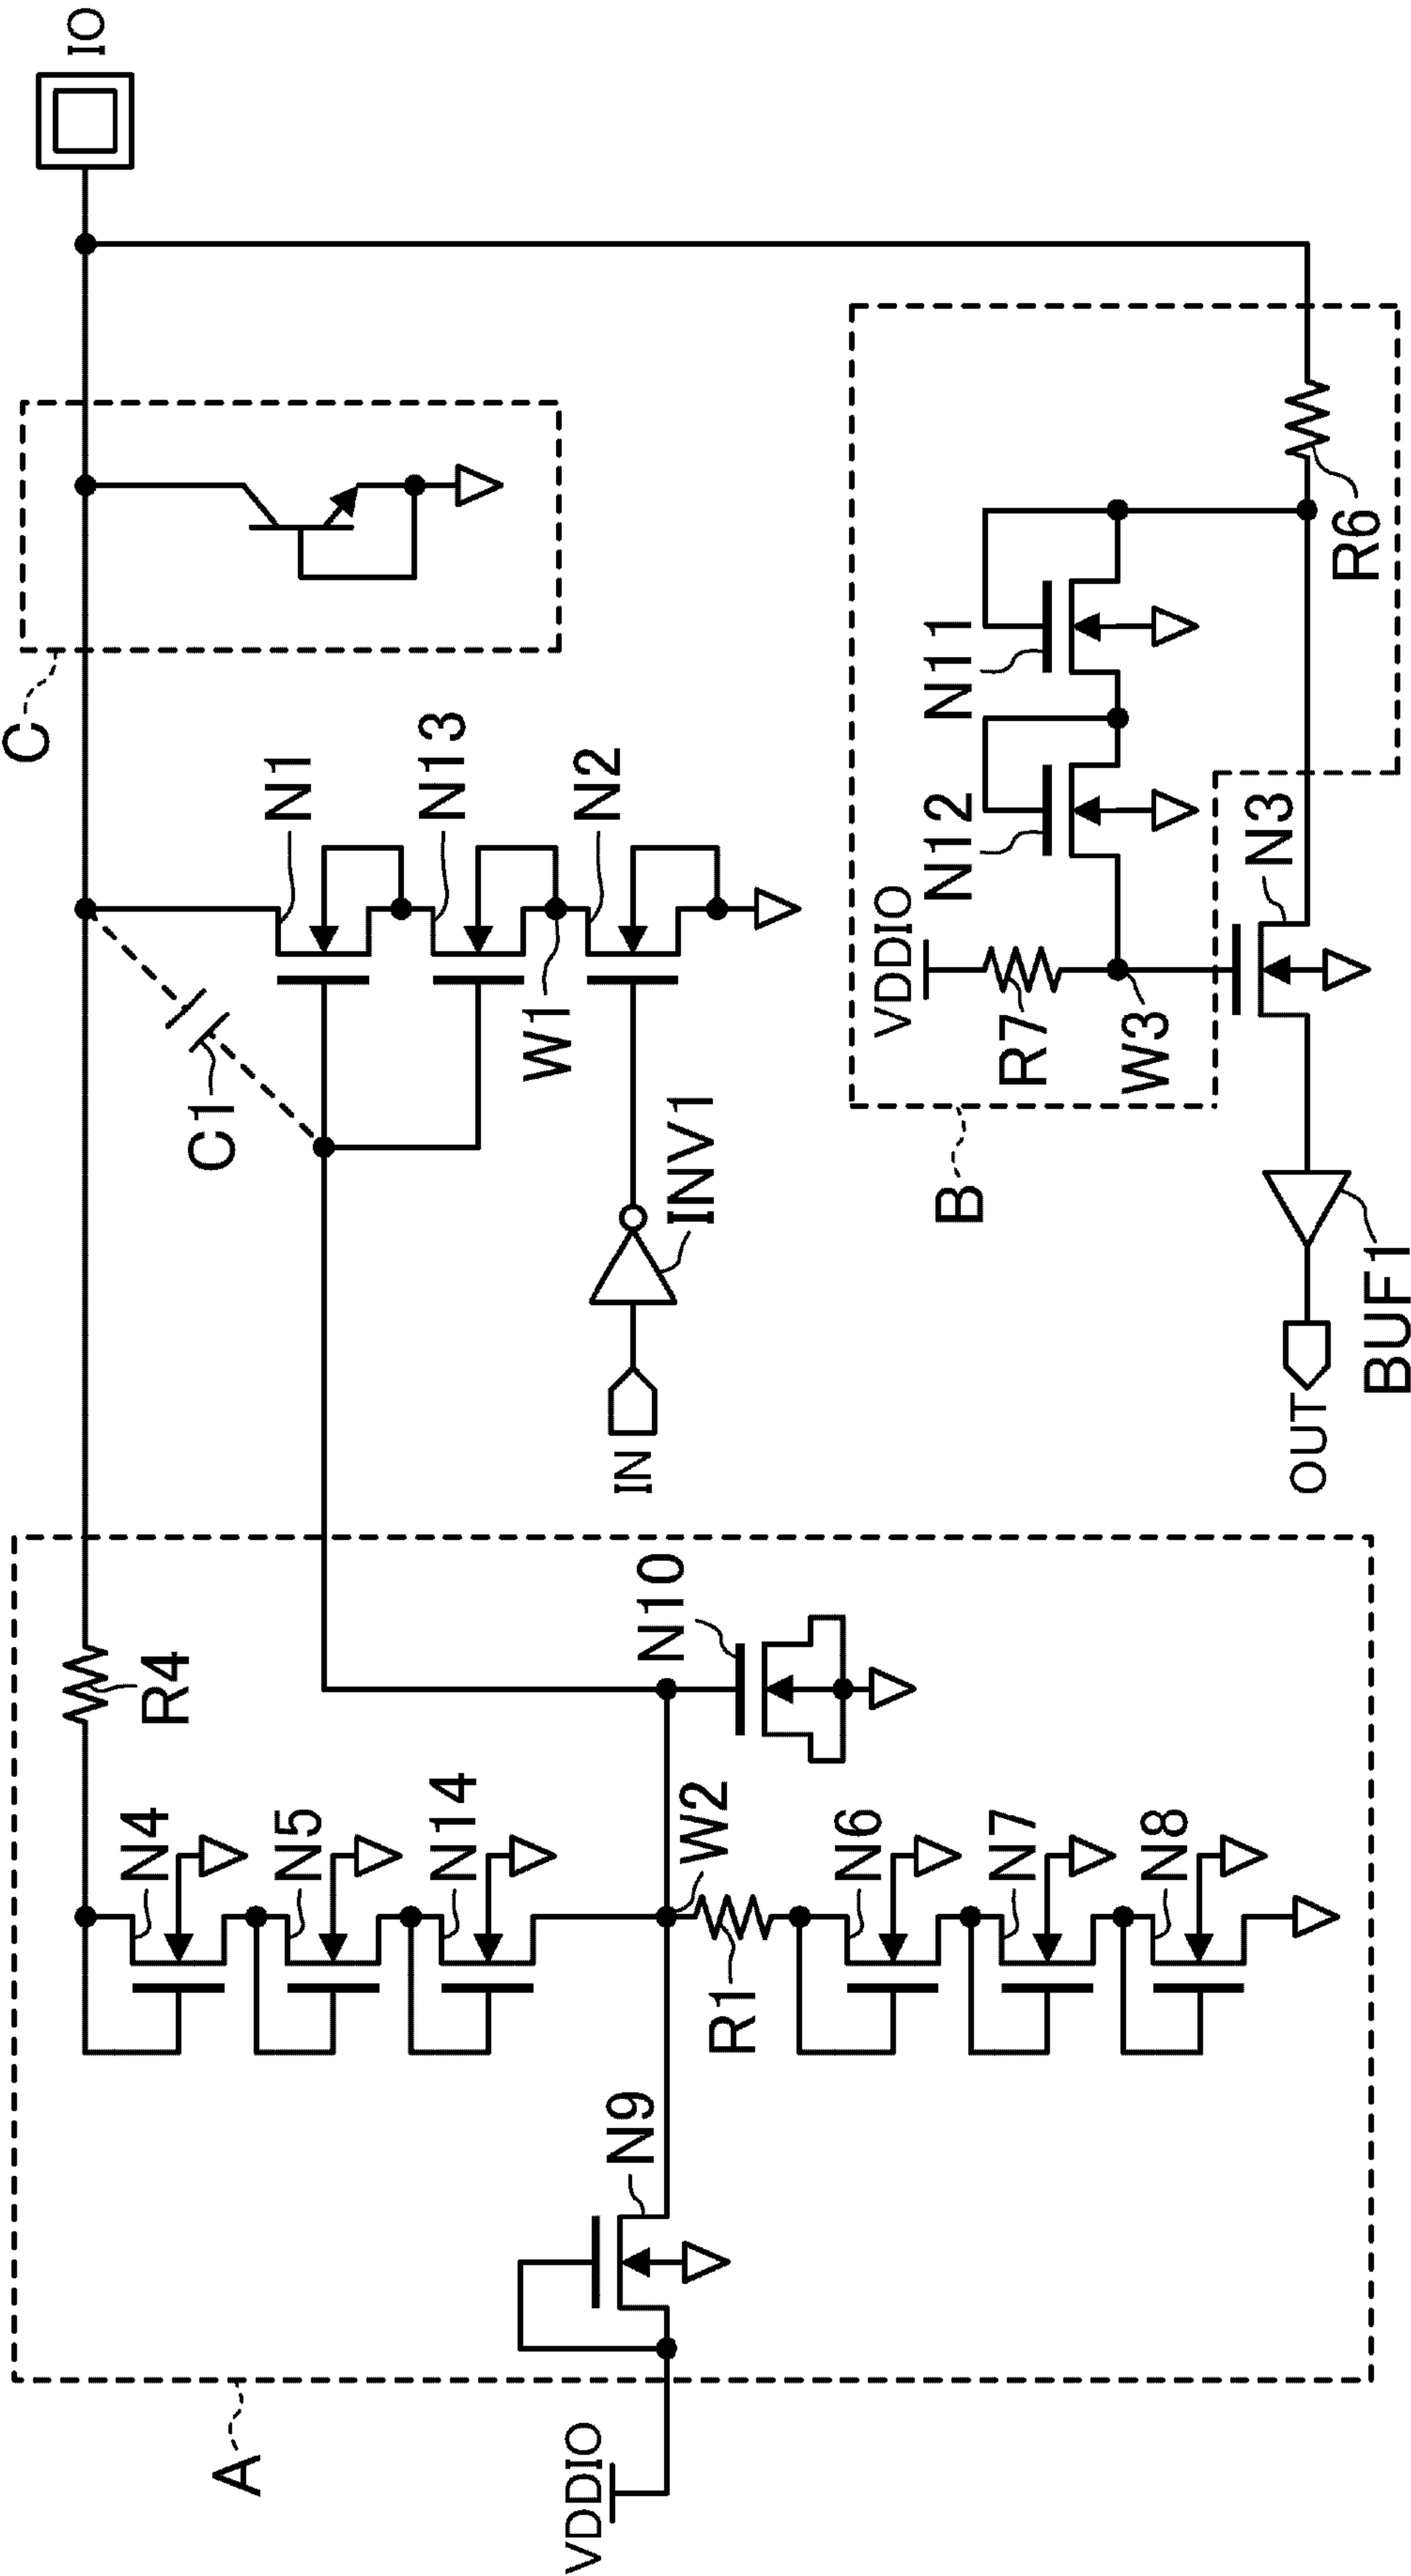 IO
C
N1
N13
N2
W1
C1
INV1
IN
N11
N12
VDDIO
R7
W3
R6
N3
B
BUF1
OUT
R4
N10
N4
N5
N14
W2
R1
N6
N7
N8
N9
A
VDDIO